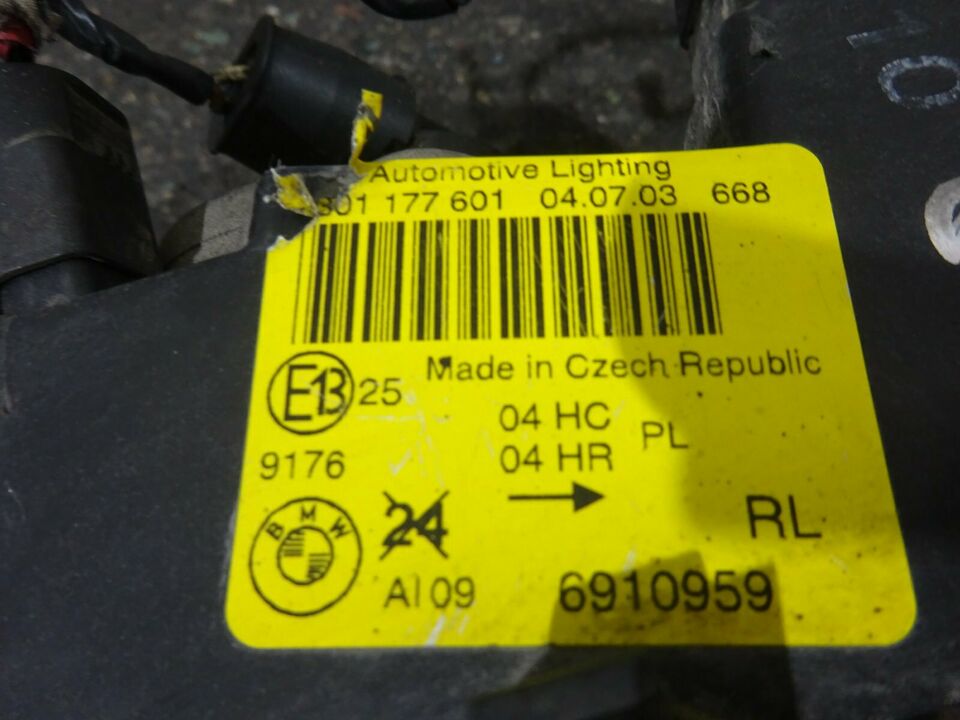 Automotive Lighting
301 177 601 04.07.03 668
Made in Czech Republic
E13 25
04 HC
04 HR PL
9176
BMW
24
RL
AI 09 6910959